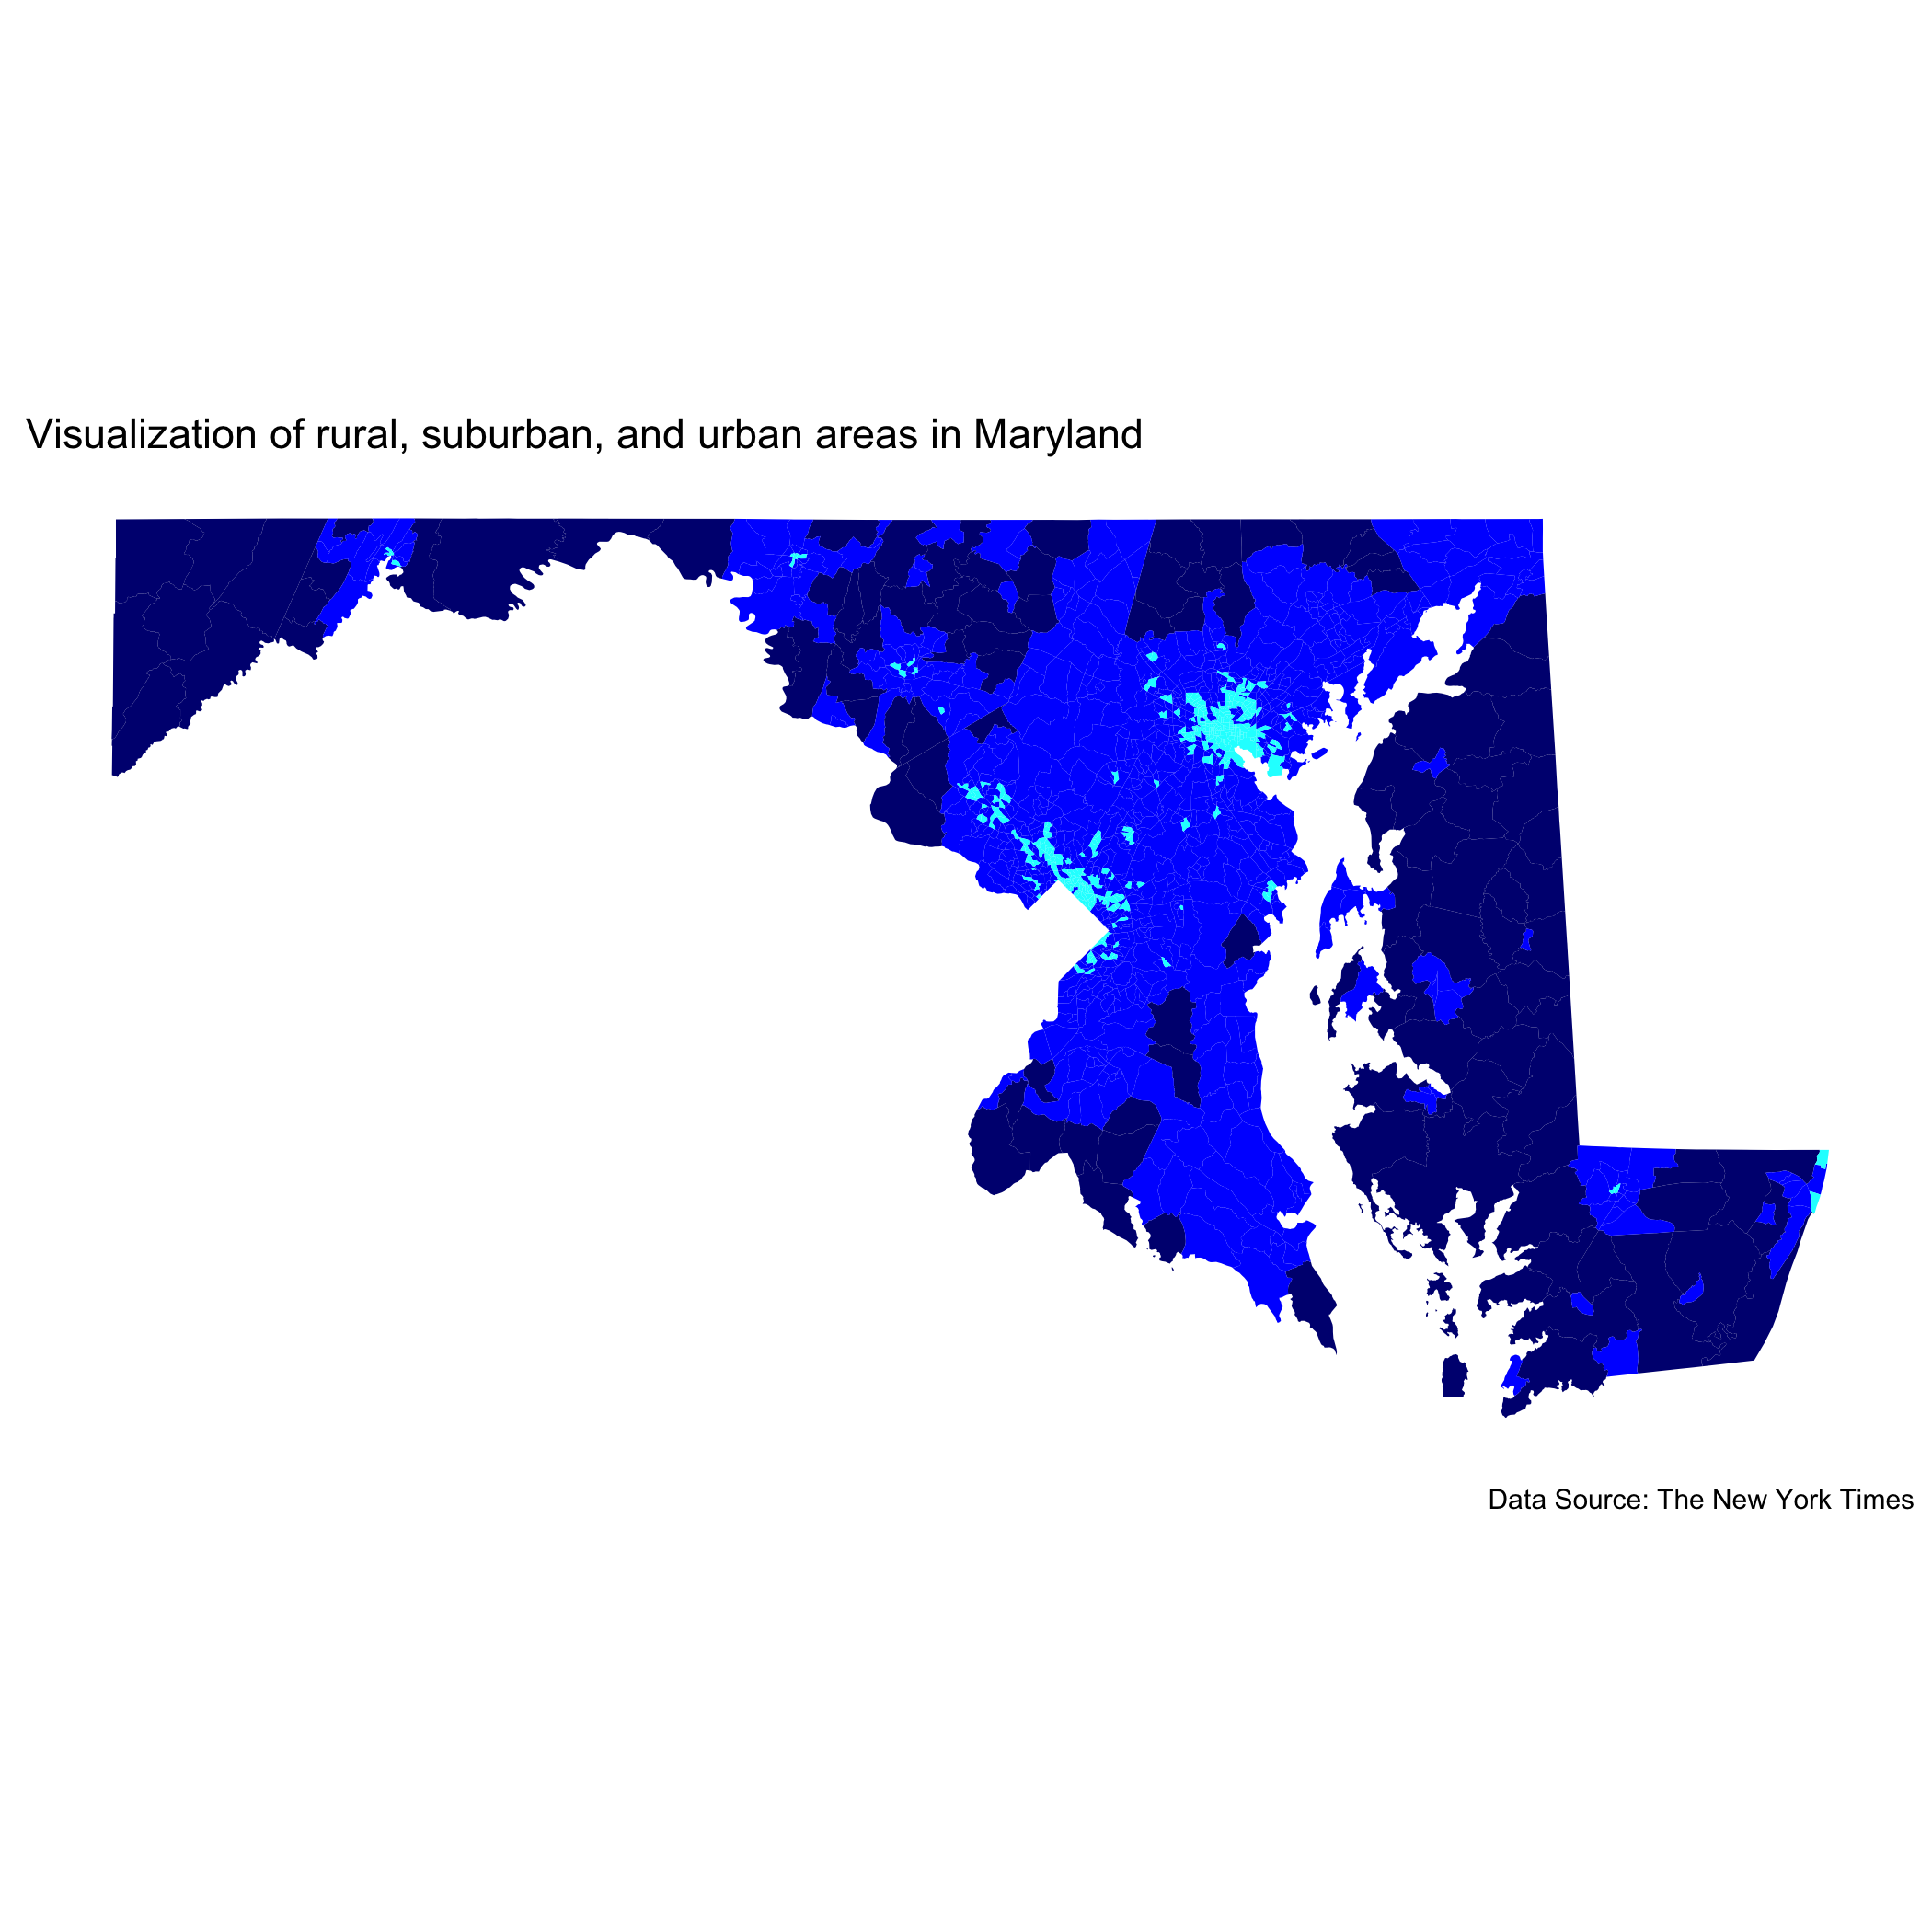 Visualization of rural, suburban, and urban areas in Maryland
Data Source: The New York Times